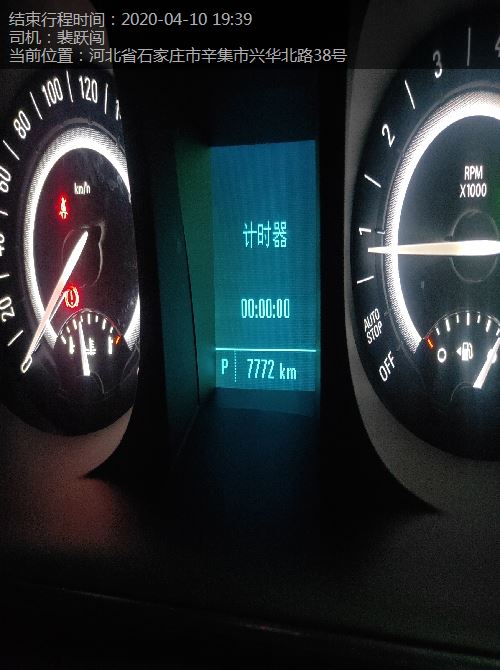 结束行程时间：2020-04-10 19:39
司机：裴跃闯
当前位置：河北省石家庄市辛集市兴华北路38号
20
40
60
80
100
120
km/h
计时器
00:00:00
P 7772 km
3
2
1
RPM
X1000
AUTO
STOP
OFF